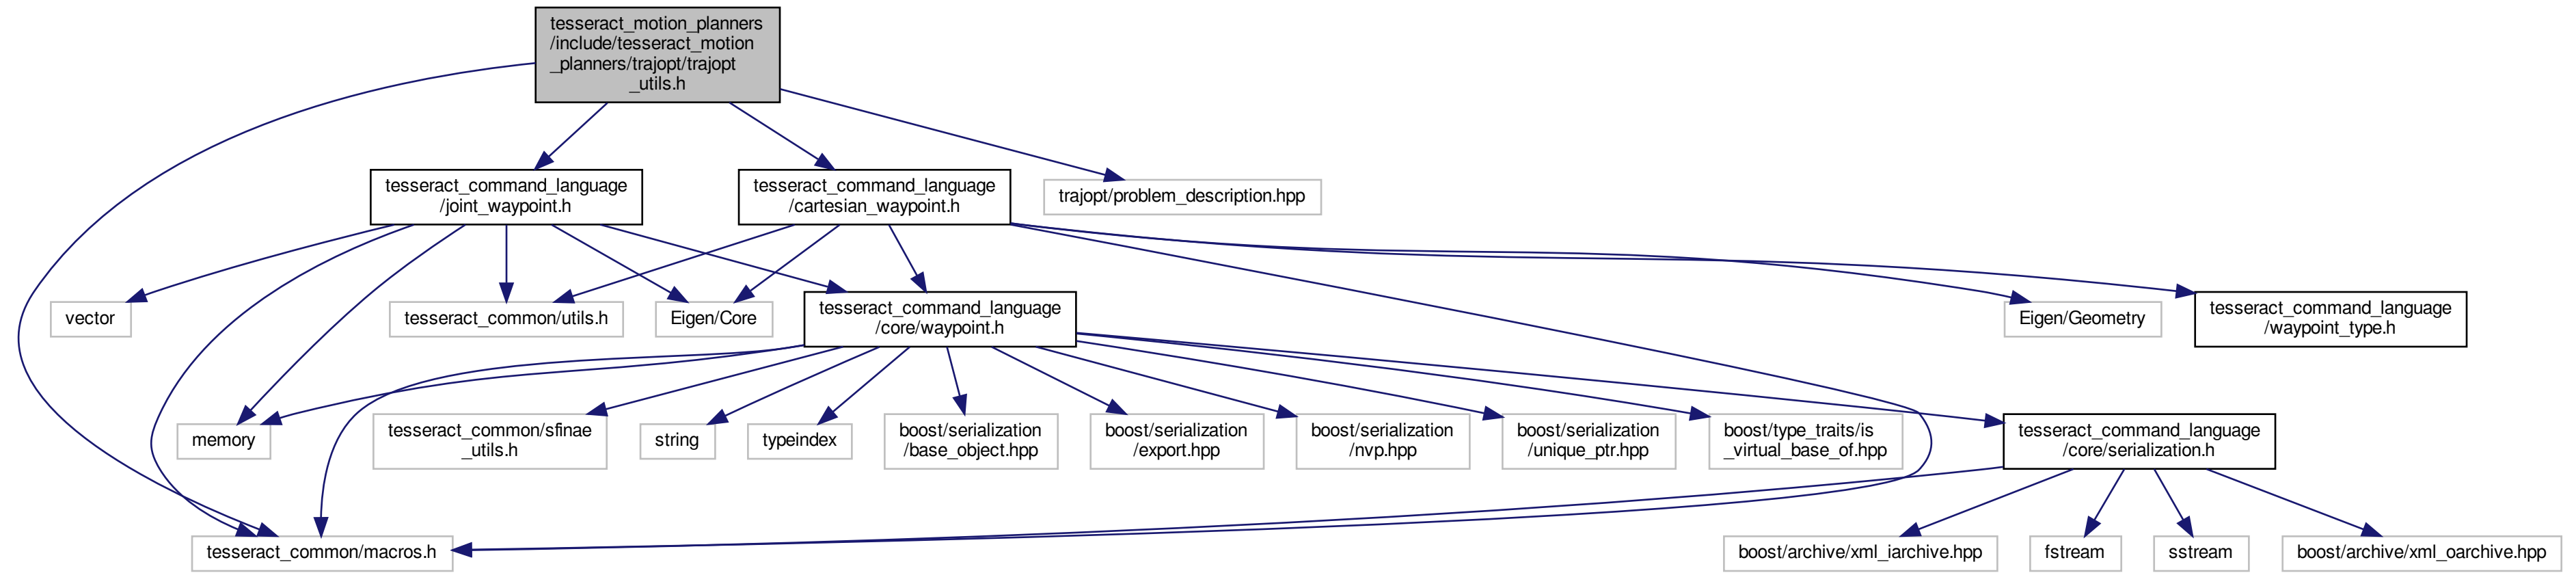 tesseract_motion_planners
/include/tesseract_motion
_planners/trajopt/trajopt
_utils.h
tesseract_command_language
/joint_waypoint.h
tesseract_command_language
/cartesian_waypoint.h
trajopt/problem_description.hpp
vector
tesseract_common/utils.h
Eigen/Core
tesseract_command_language
/core/waypoint.h
Eigen/Geometry
tesseract_command_language
/waypoint_type.h
memory
tesseract_common/sfinae
_utils.h
string
typeindex
boost/serialization
/base_object.hpp
boost/serialization
/export.hpp
boost/serialization
/nvp.hpp
boost/serialization
/unique_ptr.hpp
boost/type_traits/is
_virtual_base_of.hpp
tesseract_command_language
/core/serialization.h
tesseract_common/macros.h
boost/archive/xml_iarchive.hpp
fstream
sstream
boost/archive/xml_oarchive.hpp